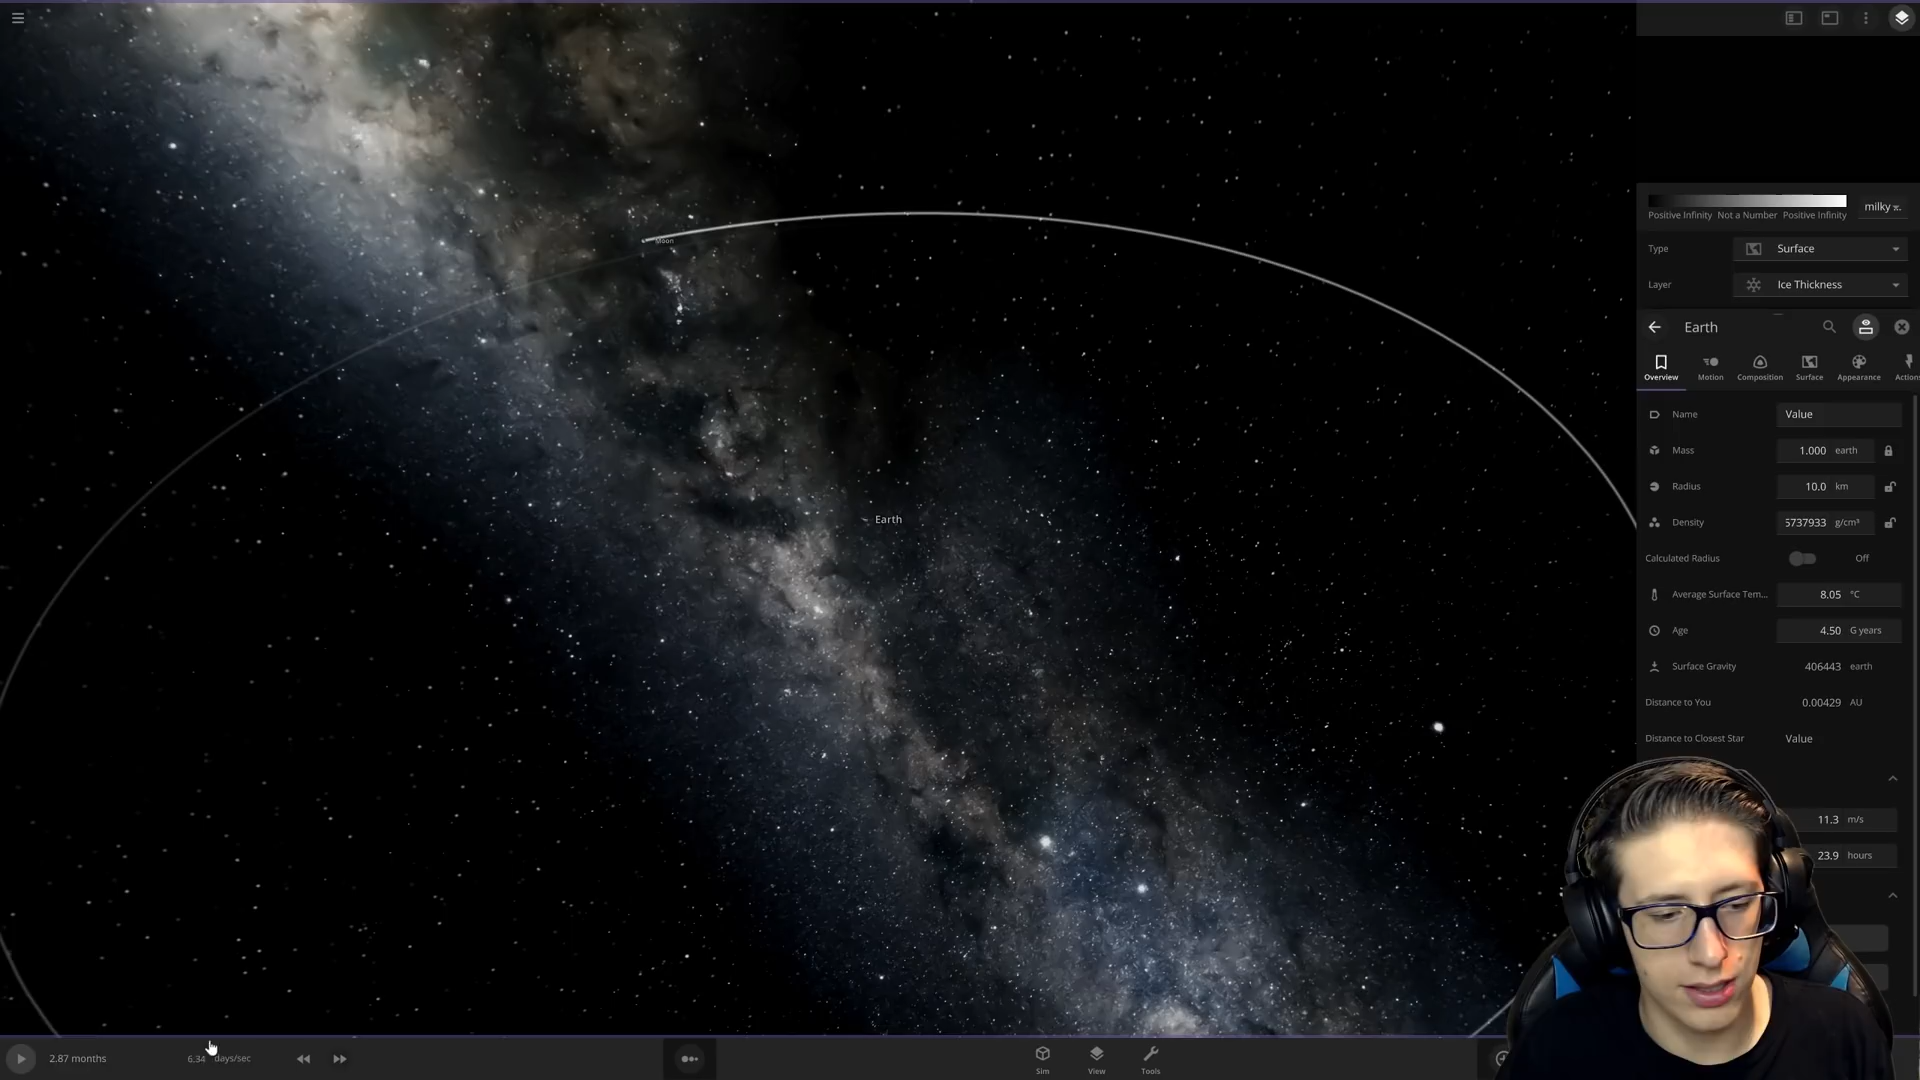 Positive Infinity Not a Number Positive Infinity
milky ...
Type Surface
Layer Ice Thickness
Earth
Overview Motion Composition Surface Appearance Actions
Name Value
Mass 1.000 earth
Radius 10.0 km
Density 5737933 g/cm³
Calculated Radius Off
Average Surface Tem... 8.05 °C
Age 4.50 G years
Surface Gravity 406443 earth
Distance to You 0.00429 AU
Distance to Closest Star Value
11.3 m/s
23.9 hours
Moon
Earth
2.87 months 6.34 days/sec
Sim View Tools